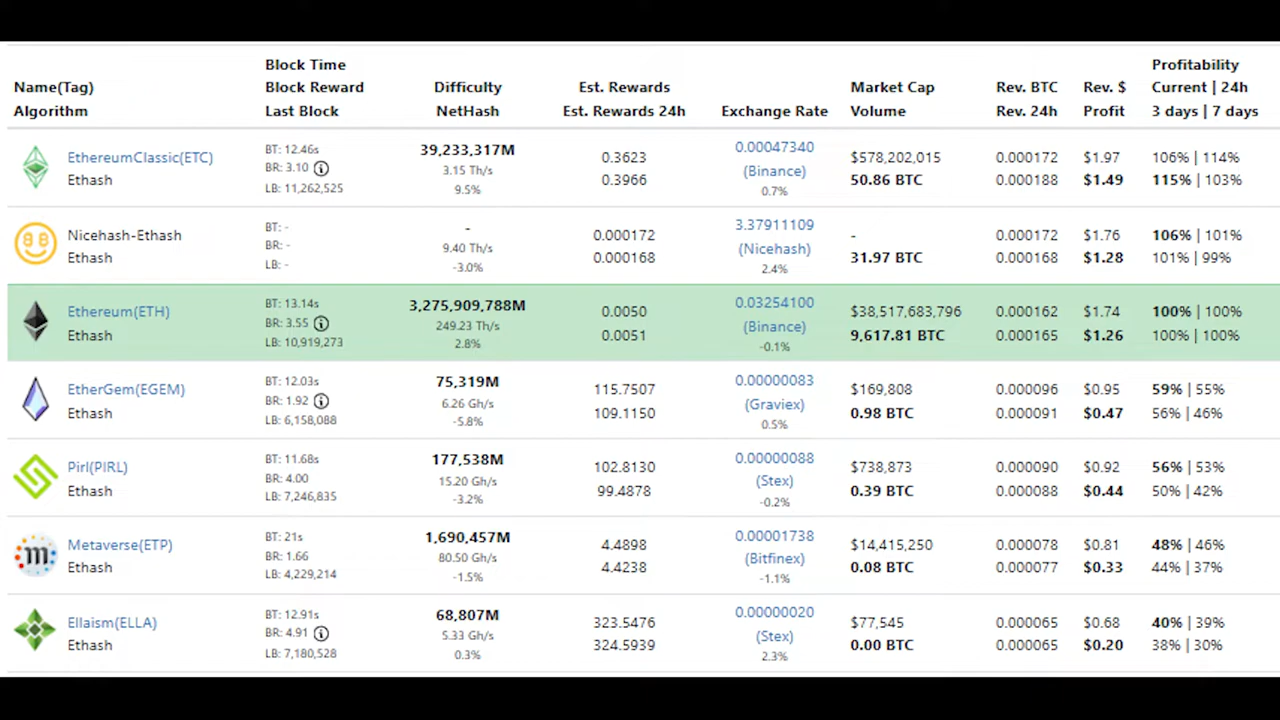 Name(Tag)
Algorithm
Block Time
Block Reward
Last Block
Difficulty
NetHash
Est. Rewards
Est. Rewards 24h
Exchange Rate
Market Cap
Volume
Rev. BTC
Rev. 24h
Rev. $
Profit
Profitability
Current | 24h
3 days | 7 days
EthereumClassic(ETC)
Ethash
BT: 12.46s
BR: 3.10
LB: 11,262,525
39,233,317M
3.15 Th/s
9.5%
0.3623
0.3966
0.00047340
(Binance)
0.7%
$578,202,015
50.86 BTC
0.000172
0.000188
$1.97
$1.49
106% | 114%
115% | 103%
Nicehash-Ethash
Ethash
BT: -
BR: -
LB: -
-
9.40 Th/s
-3.0%
0.000172
0.000168
3.37911109
(Nicehash)
2.4%
-
31.97 BTC
0.000172
0.000168
$1.76
$1.28
106% | 101%
101% | 99%
Ethereum(ETH)
Ethash
BT: 13.14s
BR: 3.55
LB: 10,919,273
3,275,909,788M
249.23 Th/s
2.8%
0.0050
0.0051
0.03254100
(Binance)
-0.1%
$38,517,683,796
9,617.81 BTC
0.000162
0.000165
$1.74
$1.26
100% | 100%
100% | 100%
EtherGem(EGEM)
Ethash
BT: 12.03s
BR: 1.92
LB: 6,158,088
75,319M
6.26 Gh/s
-5.8%
115.7507
109.1150
0.00000083
(Graviex)
0.5%
$169,808
0.98 BTC
0.000096
0.000091
$0.95
$0.47
59% | 55%
56% | 46%
Pirl(PIRL)
Ethash
BT: 11.68s
BR: 4.00
LB: 7,246,835
177,538M
15.20 Gh/s
-3.2%
102.8130
99.4878
0.00000088
(Stex)
-0.2%
$738,873
0.39 BTC
0.000090
0.000088
$0.92
$0.44
56% | 53%
50% | 42%
Metaverse(ETP)
Ethash
BT: 21s
BR: 1.66
LB: 4,229,214
1,690,457M
80.50 Gh/s
-1.5%
4.4898
4.4238
0.00001738
(Bitfinex)
-1.1%
$14,415,250
0.08 BTC
0.000078
0.000077
$0.81
$0.33
48% | 46%
44% | 37%
Ellaism(ELLA)
Ethash
BT: 12.91s
BR: 4.91
LB: 7,180,528
68,807M
5.33 Gh/s
0.3%
323.5476
324.5939
0.00000020
(Stex)
2.3%
$77,545
0.00 BTC
0.000065
0.000065
$0.68
$0.20
40% | 39%
38% | 30%